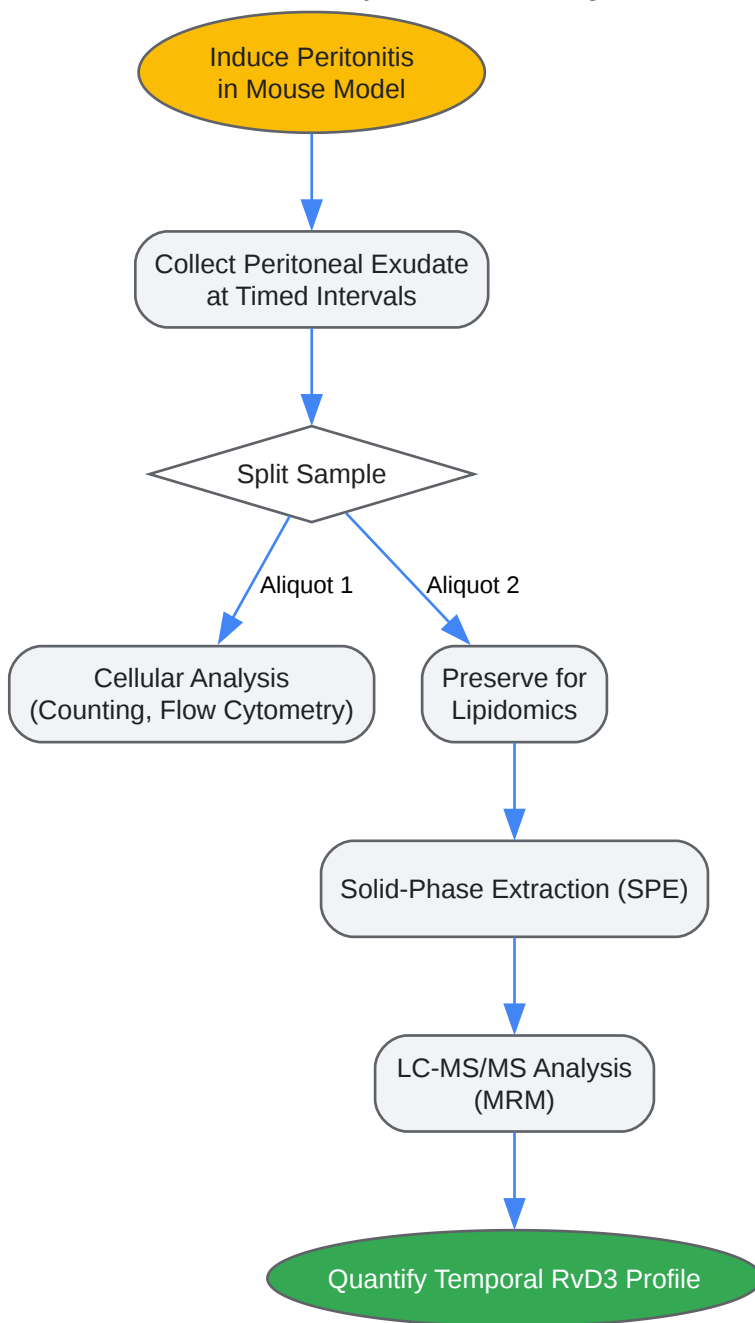 Induce Peritonitis
in Mouse Model
Collect Peritoneal Exudate
at Timed Intervals
Split Sample
Aliquot 1
Aliquot 2
Cellular Analysis
(Counting, Flow Cytometry)
Preserve for
Lipidomics
Solid-Phase Extraction (SPE)
LC-MS/MS Analysis
(MRM)
Quantify Temporal RvD3 Profile